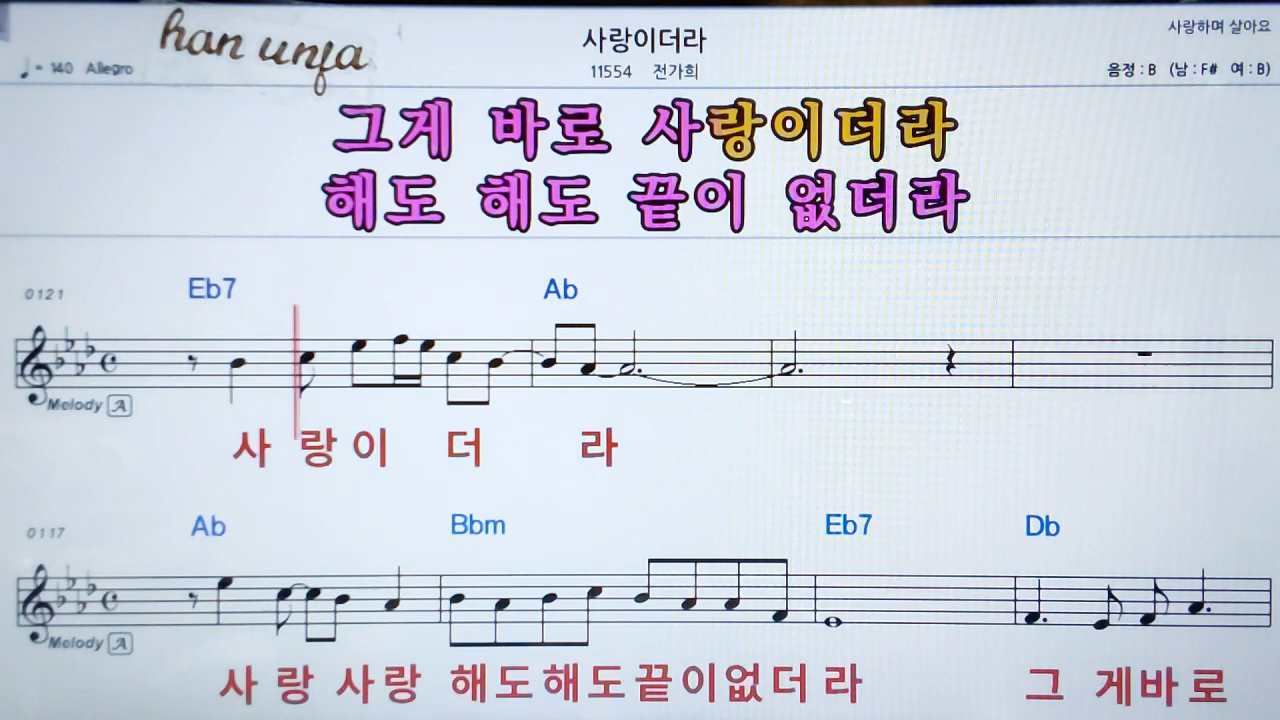 han unja
사랑이더라
사랑하며 살아요
♩= 140 Allegro
11554 전가희
음정 : B (남 : F# 여 : B)
그게 바로 사랑이더라
해도 해도 끝이 없더라
0121 Eb7 Ab
Melody A
사 랑 이 더 라
0117 Ab Bbm Eb7 Db
Melody A
사 랑 사 랑 해 도 해 도 끝 이 없 더 라 그 게 바 로